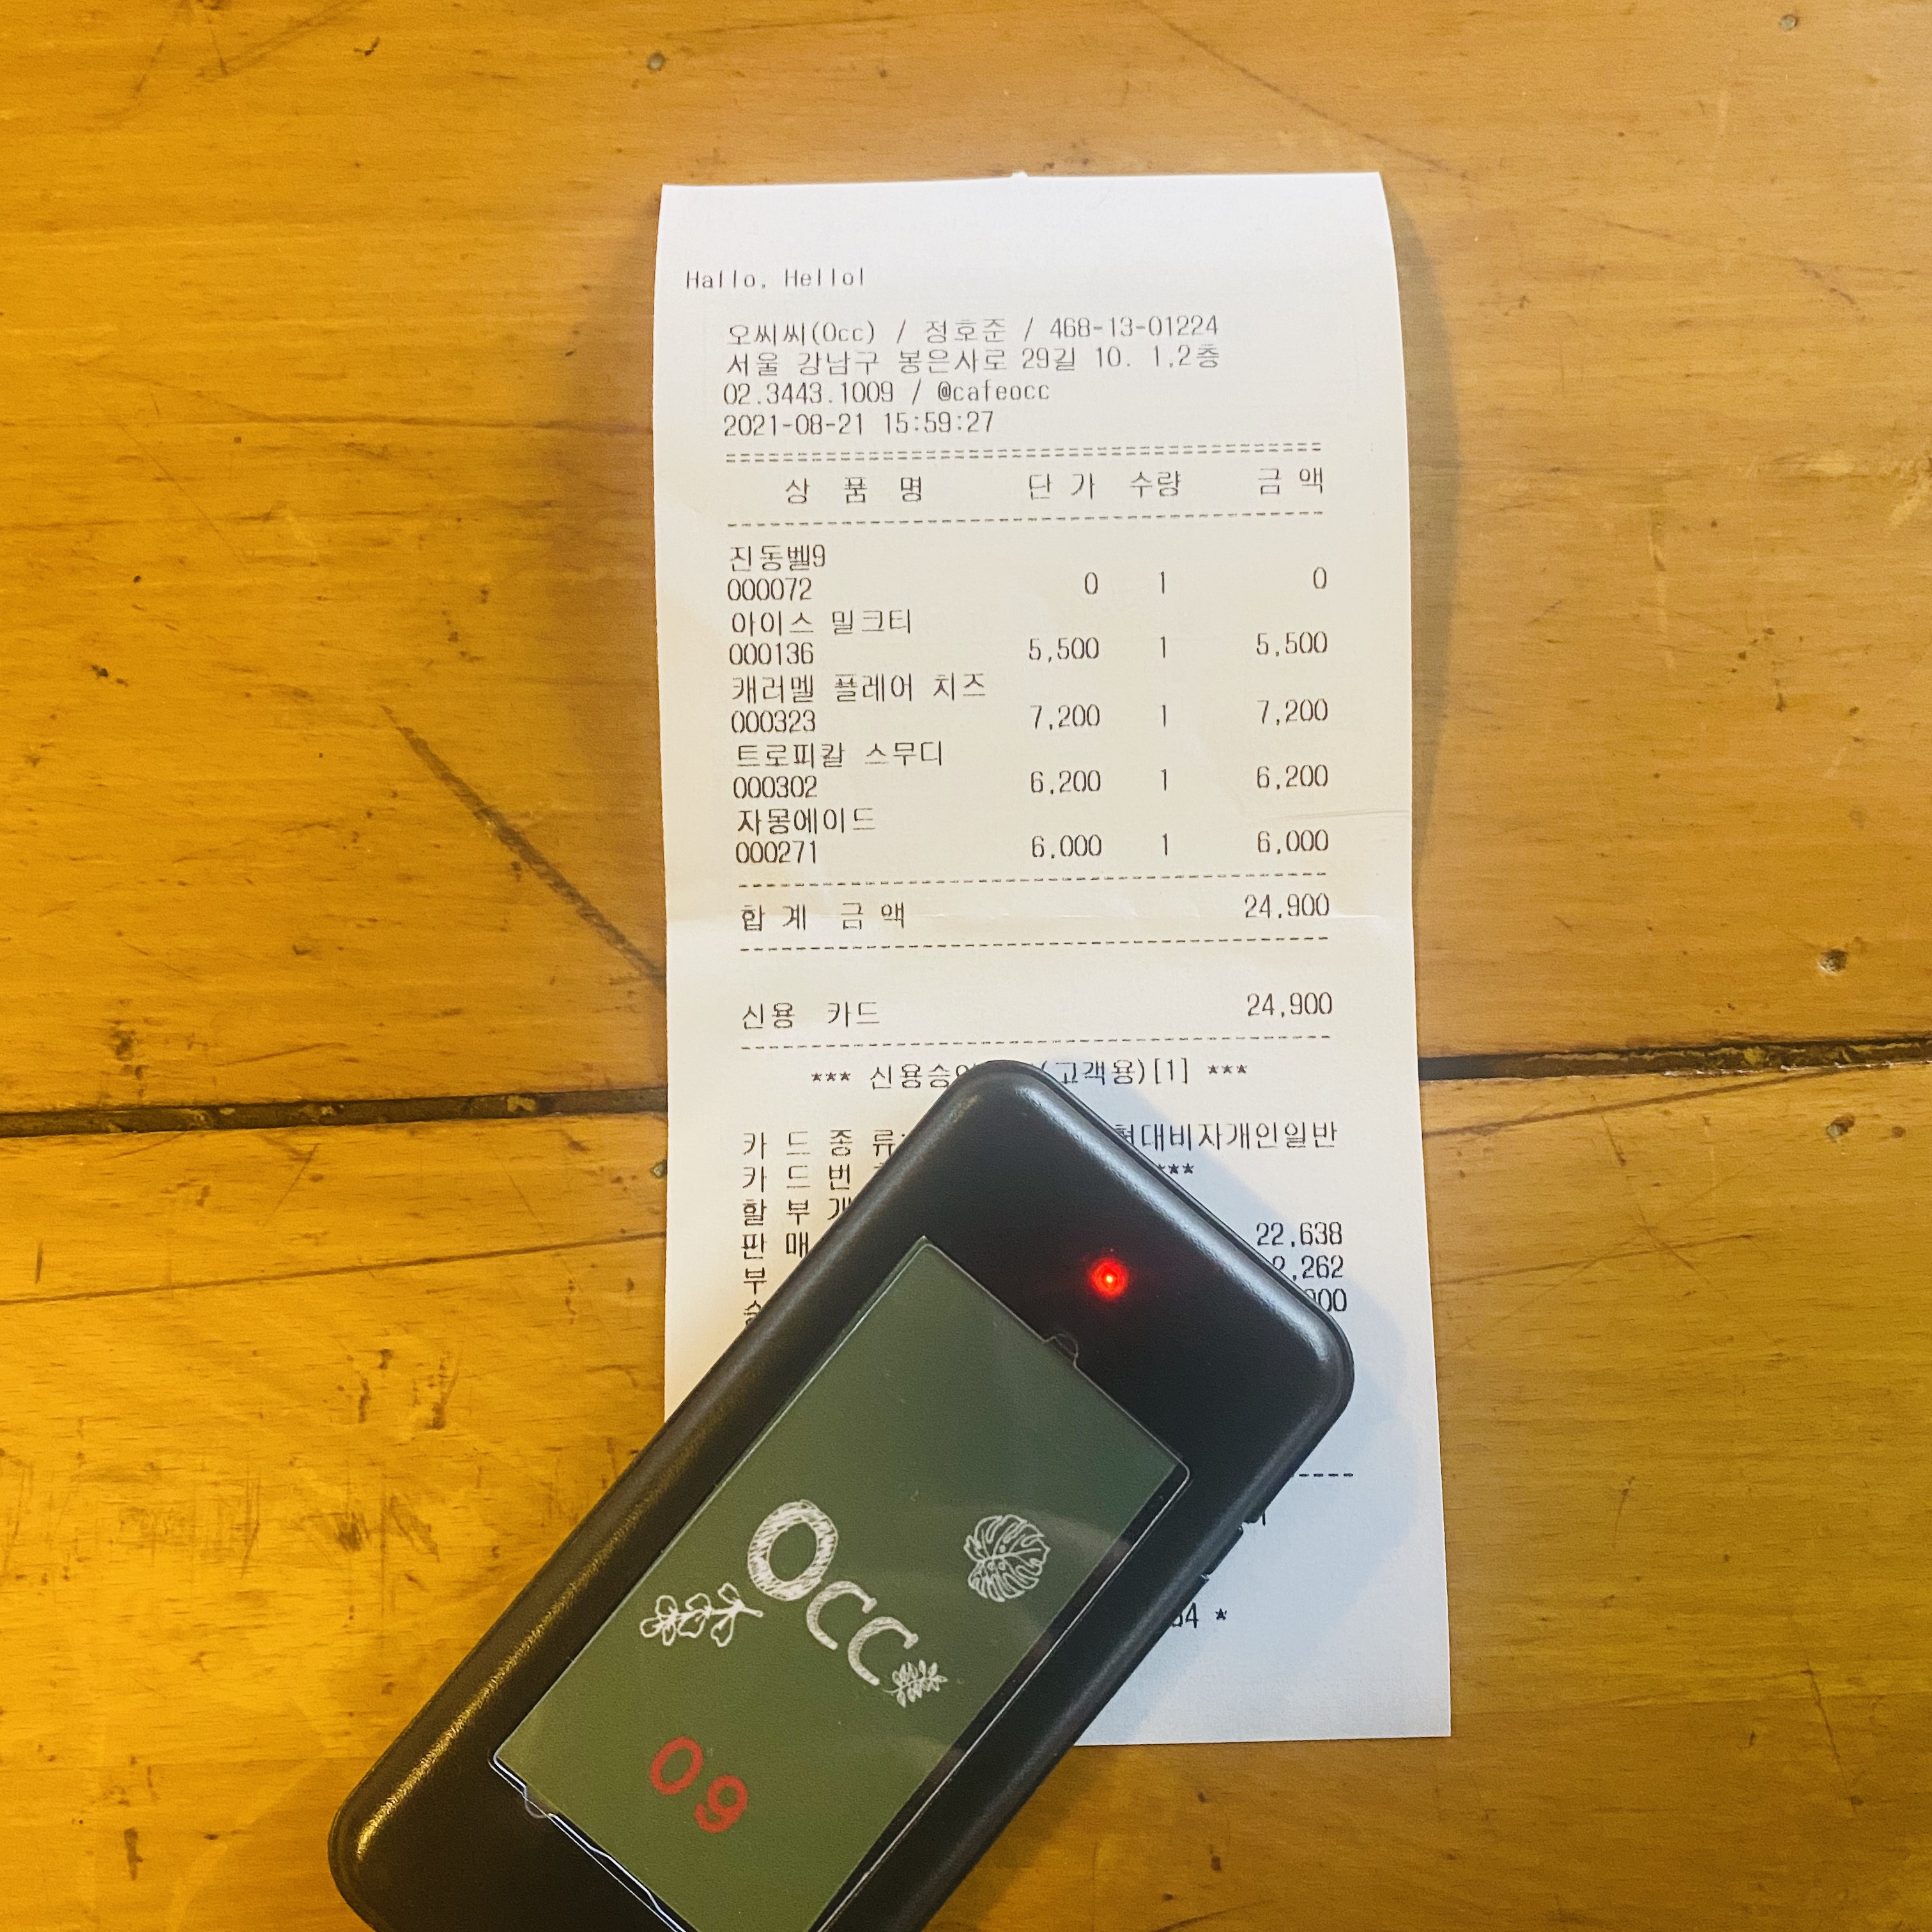 Hallo, Hello!
오씨씨(Occ) / 정호준 / 468-13-01224
서울 강남구 봉은사로 29길 10. 1,2층
02.3443.1009 / @cafeocc
2021-08-21 15:59:27
상 품 명 단 가 수량 금 액
진동벨9
000072 0 1 0
아이스 밀크티
000136 5,500 1 5,500
캐러멜 플레어 치즈
000323 7,200 1 7,200
트로피칼 스무디
000302 6,200 1 6,200
자몽에이드
000271 6,000 1 6,000
합 계 금 액 24,900
신용 카드 24,900
*** 신용승 (고객용)[1] ***
카 드 종 류: 현대비자개인일반
카 드 번 ***
할 부 개
판 매 22,638
부 2,262
승 900
Occ
09